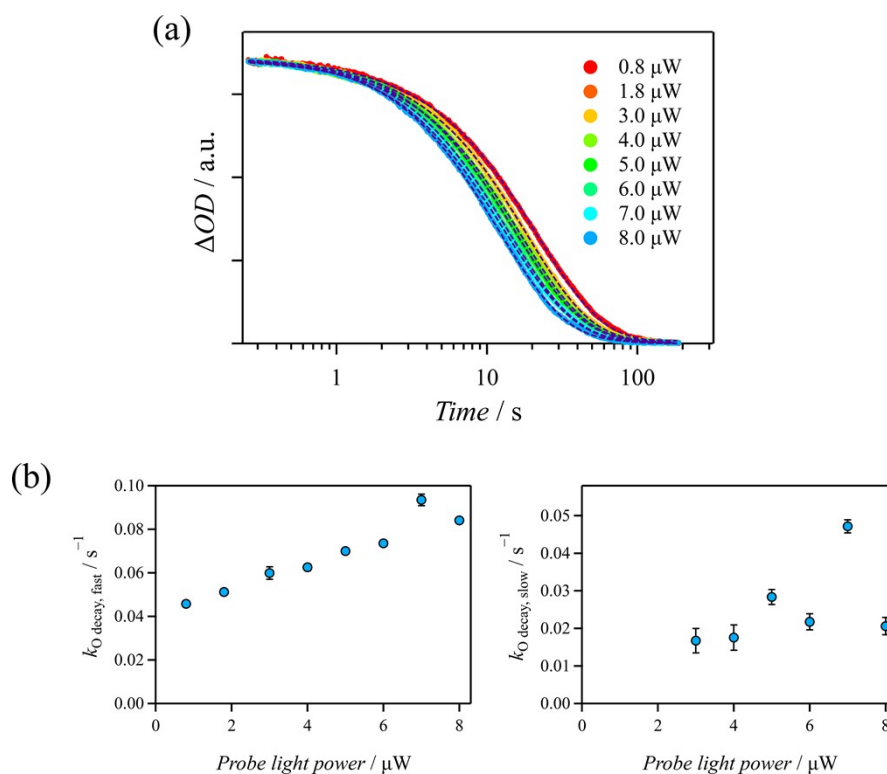 (a)
ΔOD / a.u.
0.8 µW
1.8 µW
3.0 µW
4.0 µW
5.0 µW
6.0 µW
7.0 µW
8.0 µW
1 10 100
Time / s
(b)
k O decay, fast / s⁻¹
0.10
0.08
0.06
0.04
0.02
0.00
0 2 4 6 8
Probe light power / µW
k O decay, slow / s⁻¹
0.05
0.04
0.03
0.02
0.01
0.00
0 2 4 6 8
Probe light power / µW